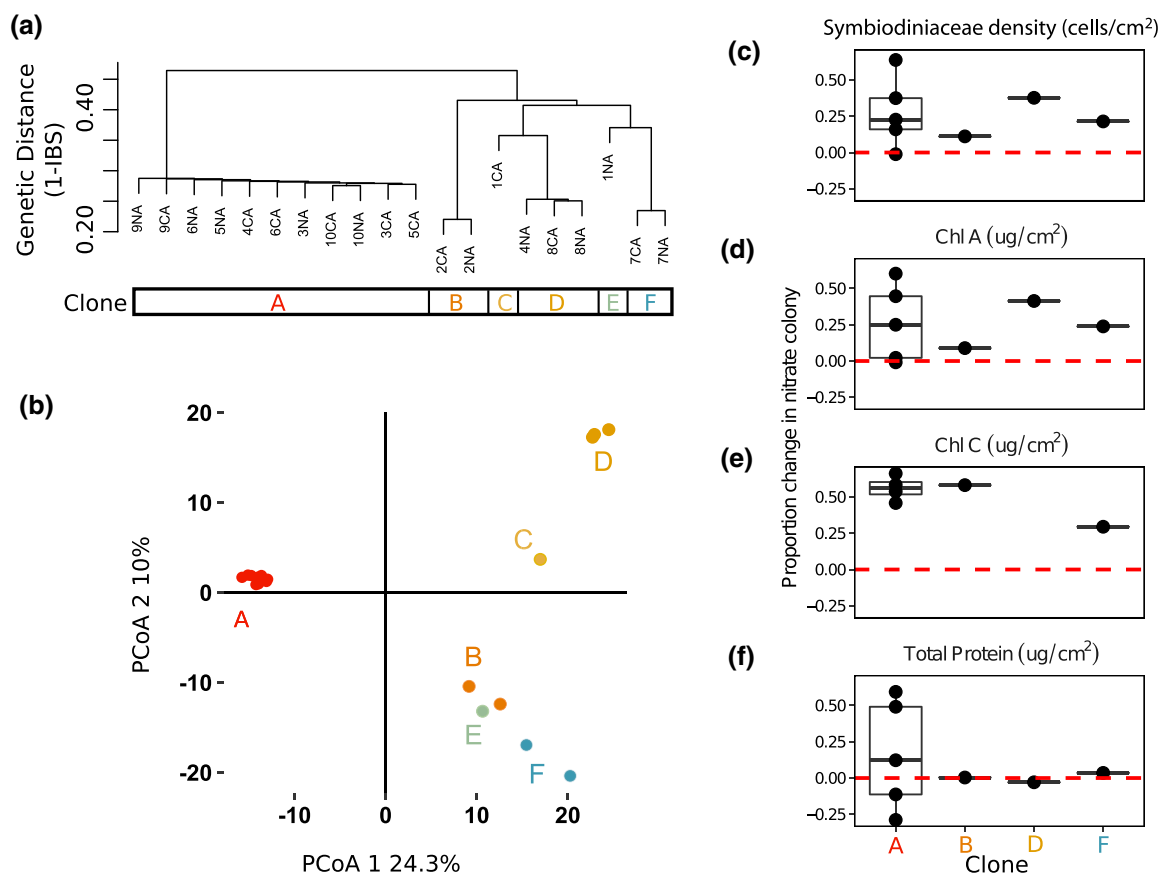 (a)
Genetic Distance
(1-IBS)
0.40
0.20
9NA
9CA
6NA
5NA
4CA
6CA
3NA
10CA
10NA
3CA
5CA
2CA
2NA
1CA
4NA
8CA
8NA
1NA
7CA
7NA
Clone
A B C D E F
(b)
PCoA 2 10%
20
10
0
-10
-20
A
B
C
D
E
F
-10 0 10 20
PCoA 1 24.3%
Proportion change in nitrate colony
(c)
Symbiodiniaceae density (cells/cm²)
0.50
0.25
0.00
−0.25
(d)
Chl A (ug/cm²)
0.50
0.25
0.00
−0.25
(e)
Chl C (ug/cm²)
0.50
0.25
0.00
−0.25
(f)
Total Protein (ug/cm²)
0.50
0.25
0.00
−0.25
A B D F
Clone